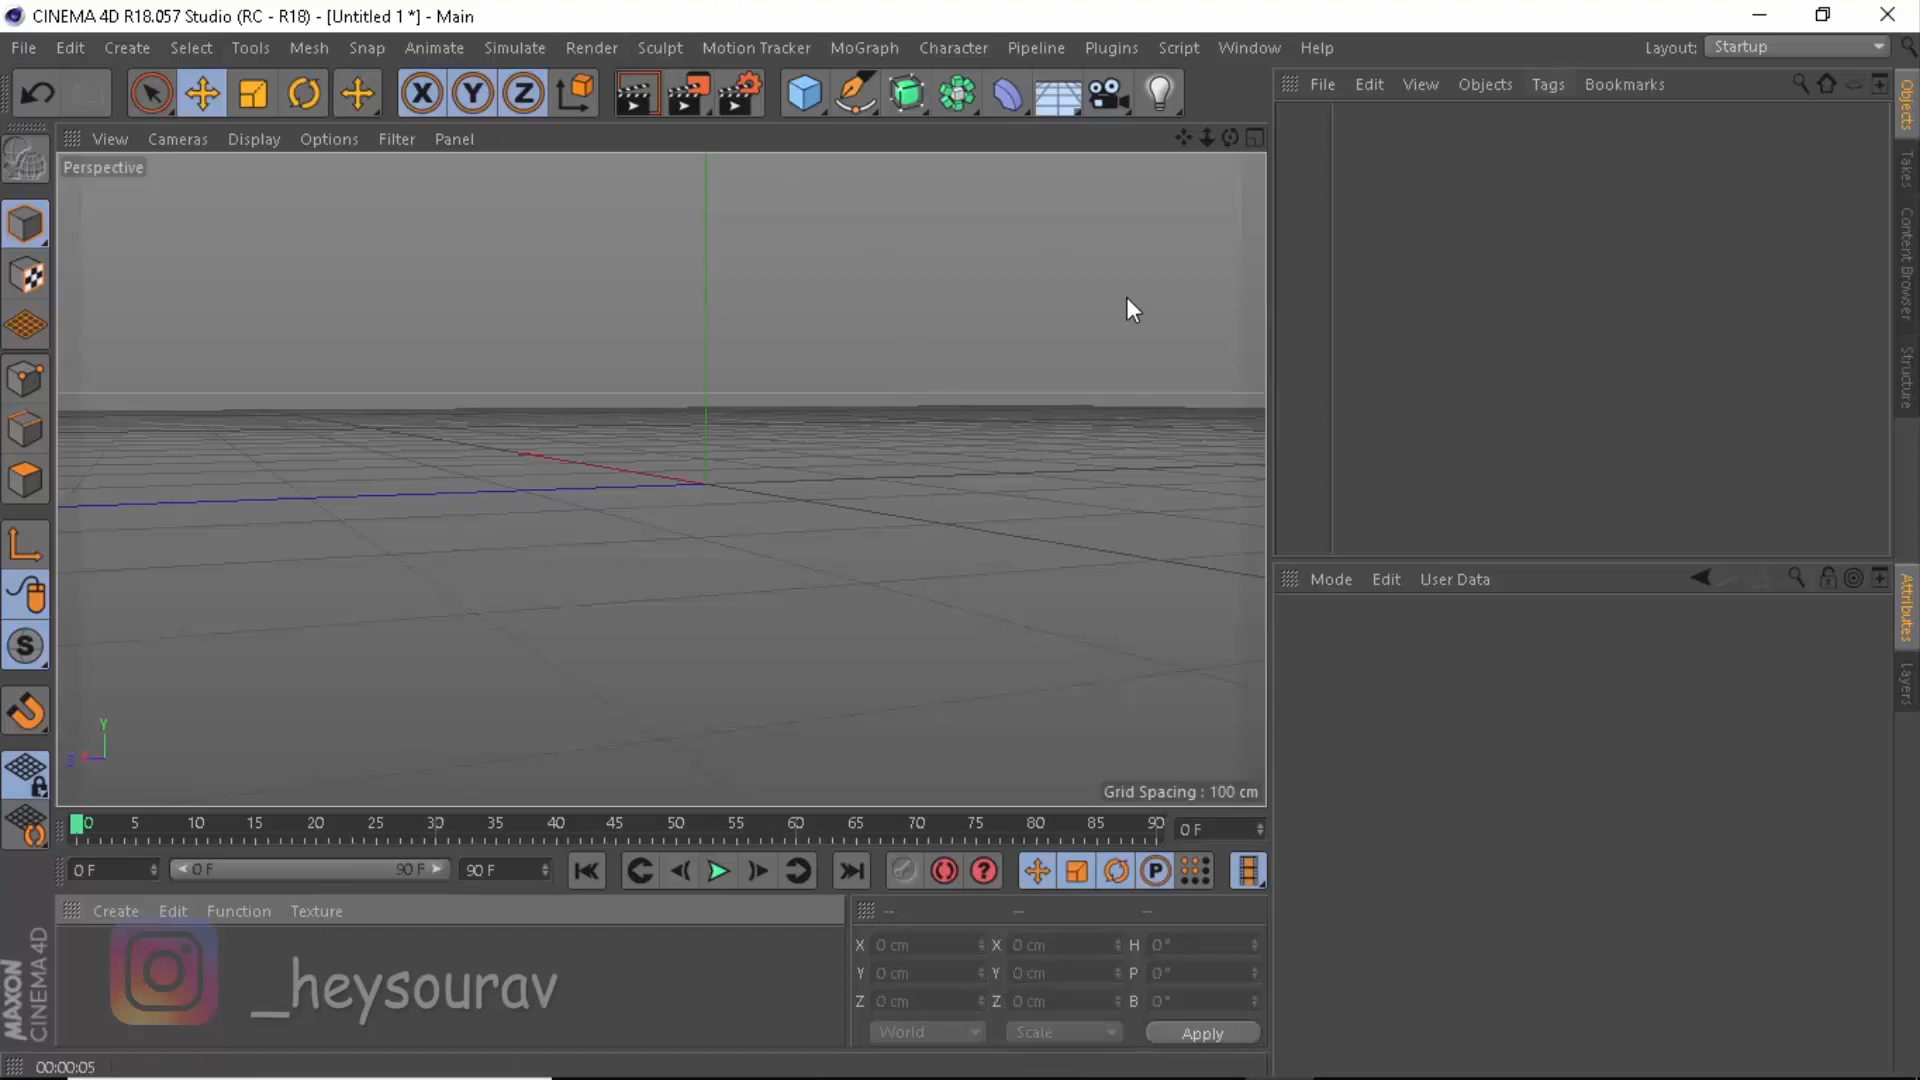 CINEMA 4D R18.057 Studio (RC - R18) - [Untitled 1 *] - Main
File Edit Create Select Tools Mesh Snap Animate Simulate Render Sculpt Motion Tracker MoGraph Character Pipeline Plugins Script Window Help Layout: Startup
X Y Z
File Edit View Objects Tags Bookmarks
View Cameras Display Options Filter Panel
Perspective
Objects
Takes
Content Browser
Structure
Mode Edit User Data
Attributes
Layers
S
Y
Z X
Grid Spacing : 100 cm
0 5 10 15 20 25 30 35 40 45 50 55 60 65 70 75 80 85 90 0 F
0 F 0 F 90 F 90 F ? P
Create Edit Function Texture -- -- --
X 0 cm X 0 cm H 0 °
Y 0 cm Y 0 cm P 0 °
Z 0 cm Z 0 cm B 0 °
World Scale Apply
_heysourav
MAXON
CINEMA 4D
00:00:05